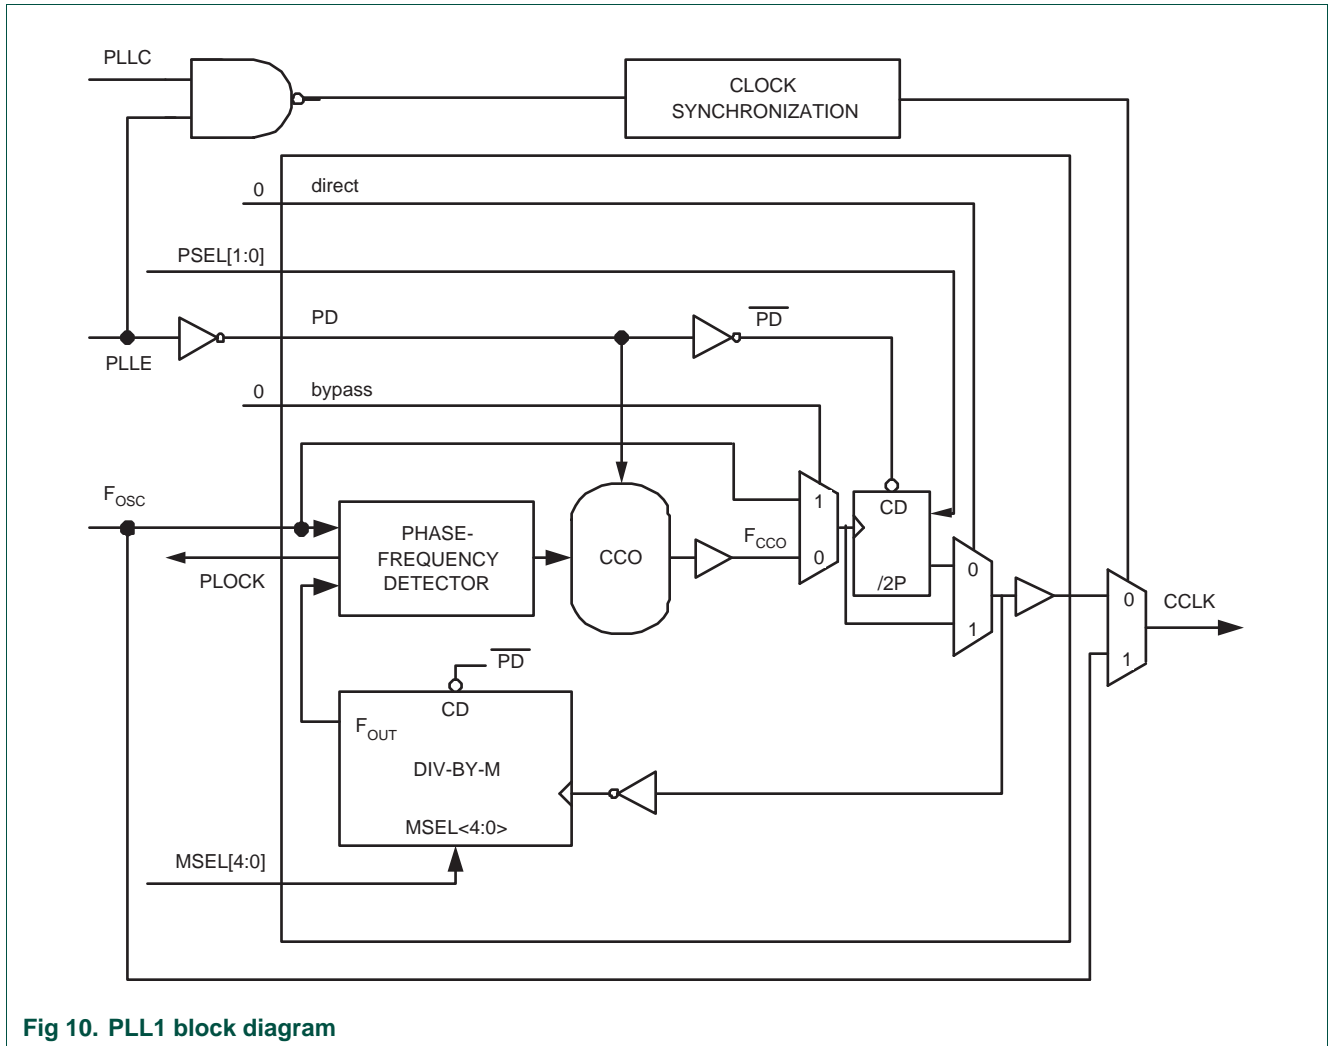 PLLC
CLOCK
SYNCHRONIZATION
0 direct
PSEL[1:0]
PD
PD
PLLE
0 bypass
FOSC
PLOCK
PHASE-
FREQUENCY
DETECTOR
CCO
FCCO
1
0
CD
/2P
0
1
0
1
CCLK
PD
CD
FOUT
DIV-BY-M
MSEL<4:0>
MSEL[4:0]
Fig 10. PLL1 block diagram